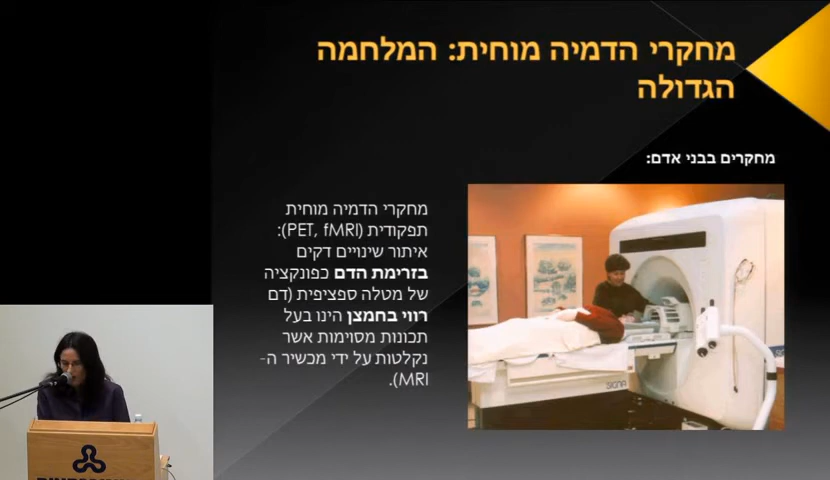 מחקרי הדמיה מוחית: המלחמה
הגדולה
מחקרים בבני אדם:
מחקרי הדמיה מוחית
תפקודית (PET, fMRI):
איתור שינויים דקים
בזרימת הדם כפונקציה
של מטלה ספציפית (דם
רווי בחמצן הינו בעל
תכונות מסוימות אשר
נקלטות על ידי מכשיר ה-
MRI).
SIGNA